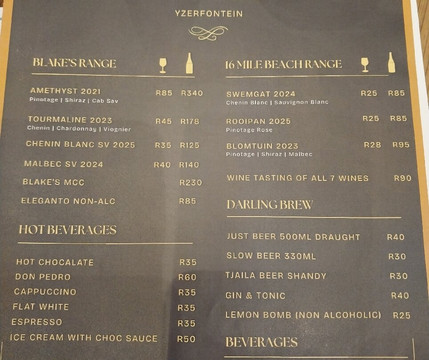 YZERFONTEIN
BLAKE'S RANGE
AMETHYST 2021 R85 R340
Pinotage | Shiraz | Cab Sav
TOURMALINE 2023 R45 R175
Chenin | Chardonnay | Viognier
CHENIN BLANC SV 2025 R35 R125
MALBEC SV 2024 R40 R140
BLAKE'S MCC R230
ELEGANTO NON-ALC R85
HOT BEVERAGES
HOT CHOCOLATE R35
DON PEDRO R60
CAPPUCCINO R35
FLAT WHITE R35
ESPRESSO R35
ICE CREAM WITH CHOC SAUCE R50
16 MILE BEACH RANGE
SWEMGAT 2024 R25 R85
Chenin Blanc | Sauvignon Blanc
ROOIPAN 2025 R25 R85
Pinotage Rose
BLOMTUIN 2023 R28 R95
Pinotage | Shiraz | Malbec
WINE TASTING OF ALL 7 WINES R90
DARLING BREW
JUST BEER 500ML DRAUGHT R40
SLOW BEER 330ML R30
TJAILA BEER SHANDY R30
GIN & TONIC R40
LEMON BOMB (NON ALCOHOLIC) R25
BEVERAGES